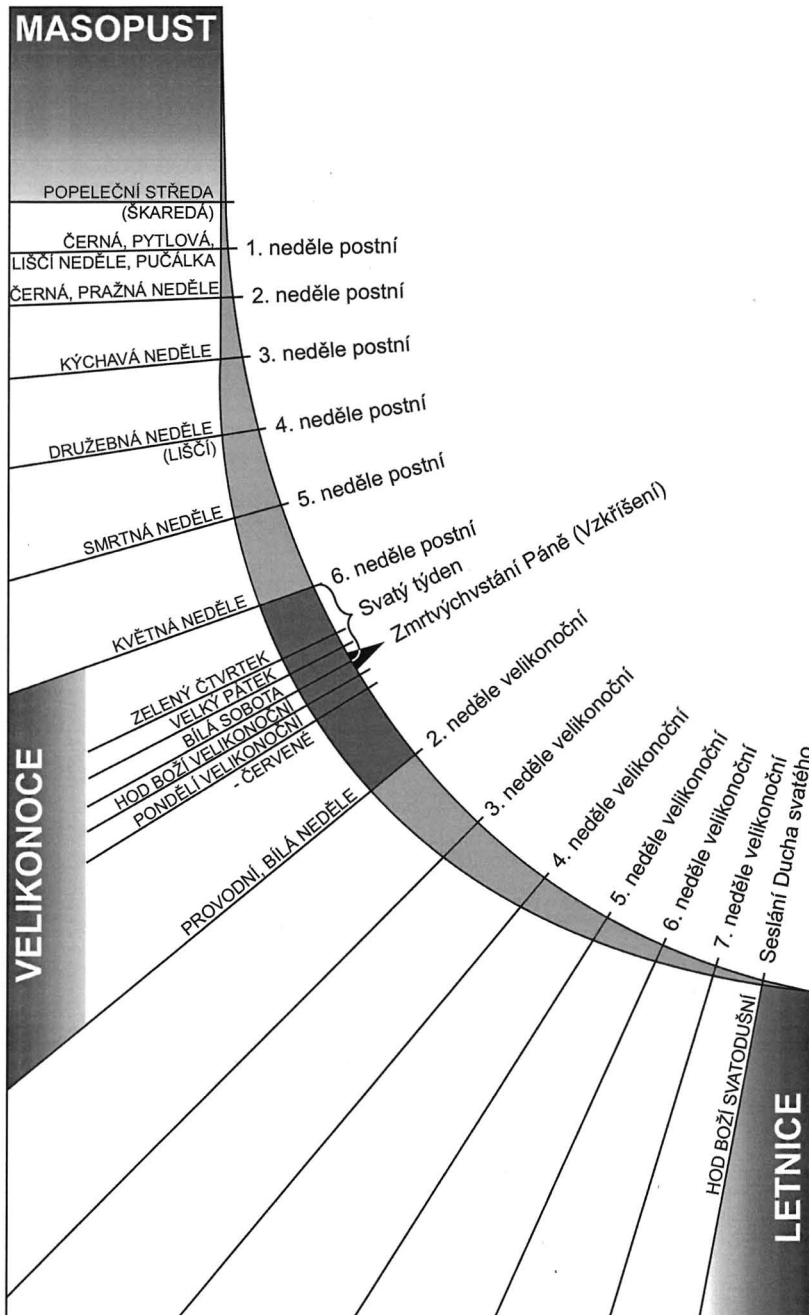 MASOPUST
POPELEČNÍ STŘEDA
(ŠKAREDÁ)
ČERNÁ, PYTLOVÁ,
LIŠČÍ NEDĚLE, PUČÁLKA
1. neděle postní
ČERNÁ, PRAŽNÁ NEDĚLE
2. neděle postní
KÝCHAVÁ NEDĚLE
3. neděle postní
DRUŽEBNÁ NEDĚLE
(LIŠČÍ)
4. neděle postní
SMRTNÁ NEDĚLE
5. neděle postní
KVĚTNÁ NEDĚLE
6. neděle postní
Svatý týden
Zmrtvýchvstání Páně (Vzkříšení)
VELIKONOCE
ZELENÝ ČTVRTEK
VELKÝ PÁTEK
BÍLÁ SOBOTA
HOD BOŽÍ VELIKONOČNÍ
PONDĚLÍ VELIKONOČNÍ
- ČERVENÉ
PROVODNÍ, BÍLÁ NEDĚLE
2. neděle velikonoční
3. neděle velikonoční
4. neděle velikonoční
5. neděle velikonoční
6. neděle velikonoční
7. neděle velikonoční
Seslání Ducha svatého
HOD BOŽÍ SVATODUŠNÍ
LETNICE